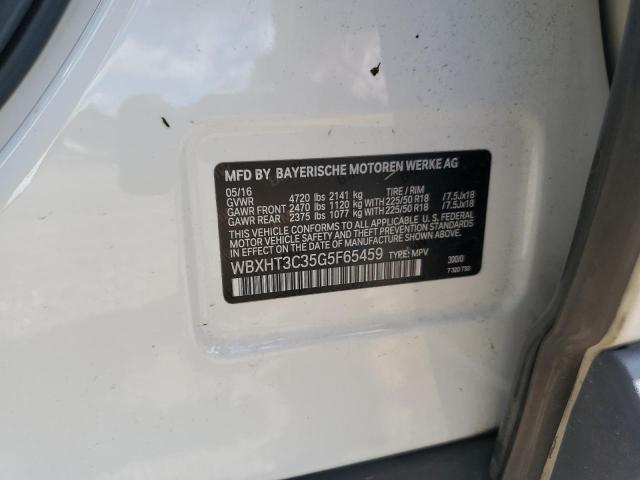 MFD BY BAYERISCHE MOTOREN WERKE AG
05/16 TIRE / RIM
GVWR 4720 lbs 2141 kg
GAWR FRONT 2470 lbs 1120 kg WITH 225/50 R18 /7.5Jx18
GAWR REAR 2375 lbs 1077 kg WITH 225/50 R18 /7.5Jx18
THIS VEHICLE CONFORMS TO ALL APPLICABLE U.S. FEDERAL
MOTOR VEHICLE SAFETY STANDARDS
IN EFFECT ON THE DATE OF MANUFACTURE SHOWN ABOVE.
WBXHT3C35G5F65459 TYPE: MPV
300/0